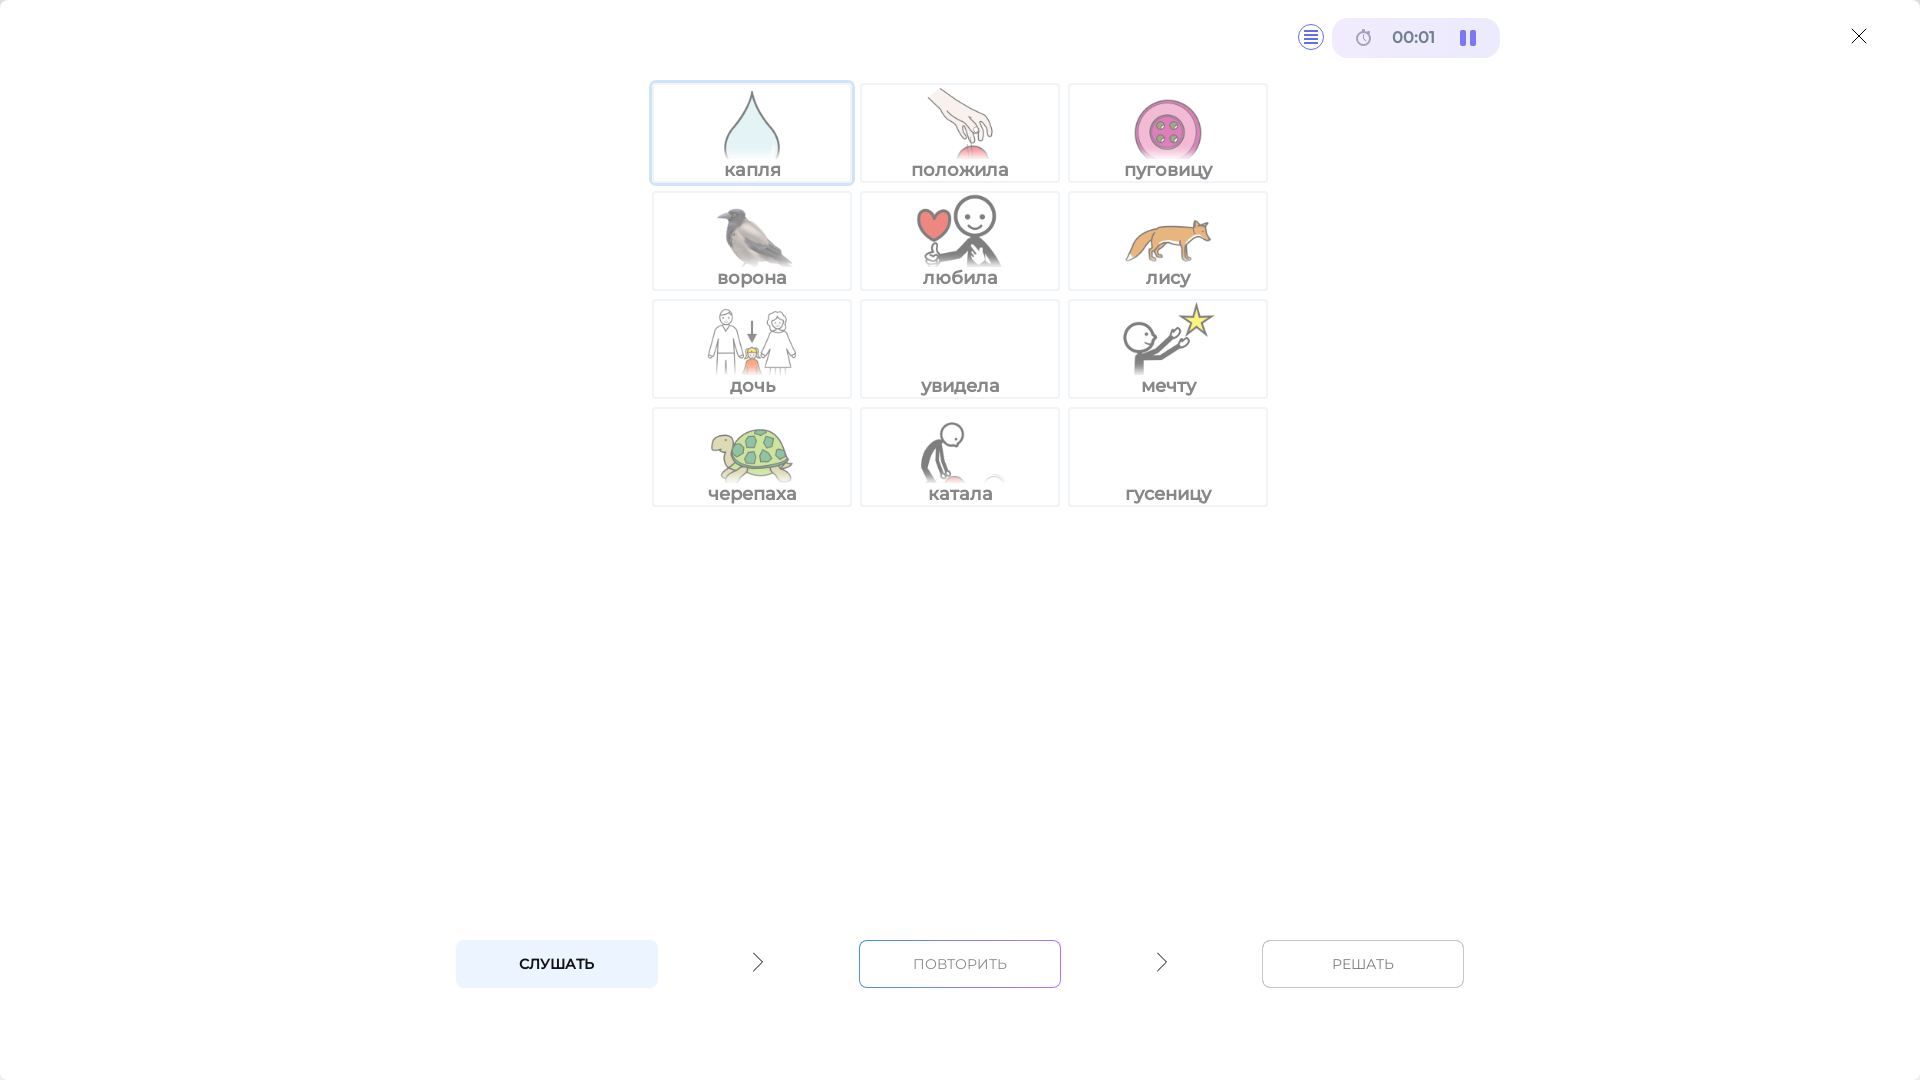 00:01
капля положила пуговицу
ворона любила лису
дочь увидела мечту
черепаха катала гусеницу
СЛУШАТЬ ПОВТОРИТЬ РЕШАТЬ